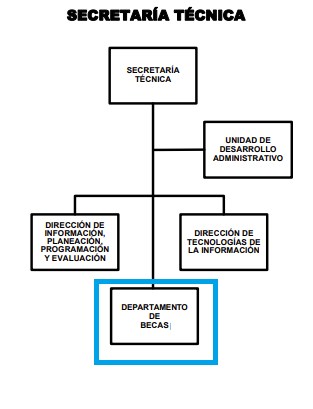 SECRETARÍA TÉCNICA
SECRETARÍA
TÉCNICA
UNIDAD DE
DESARROLLO
ADMINISTRATIVO
DIRECCIÓN DE
INFORMACIÓN,
PLANEACIÓN,
PROGRAMACIÓN
Y EVALUACIÓN
DIRECCIÓN DE
TECNOLOGÍAS DE
LA INFORMACIÓN
DEPARTAMENTO
DE
BECAS